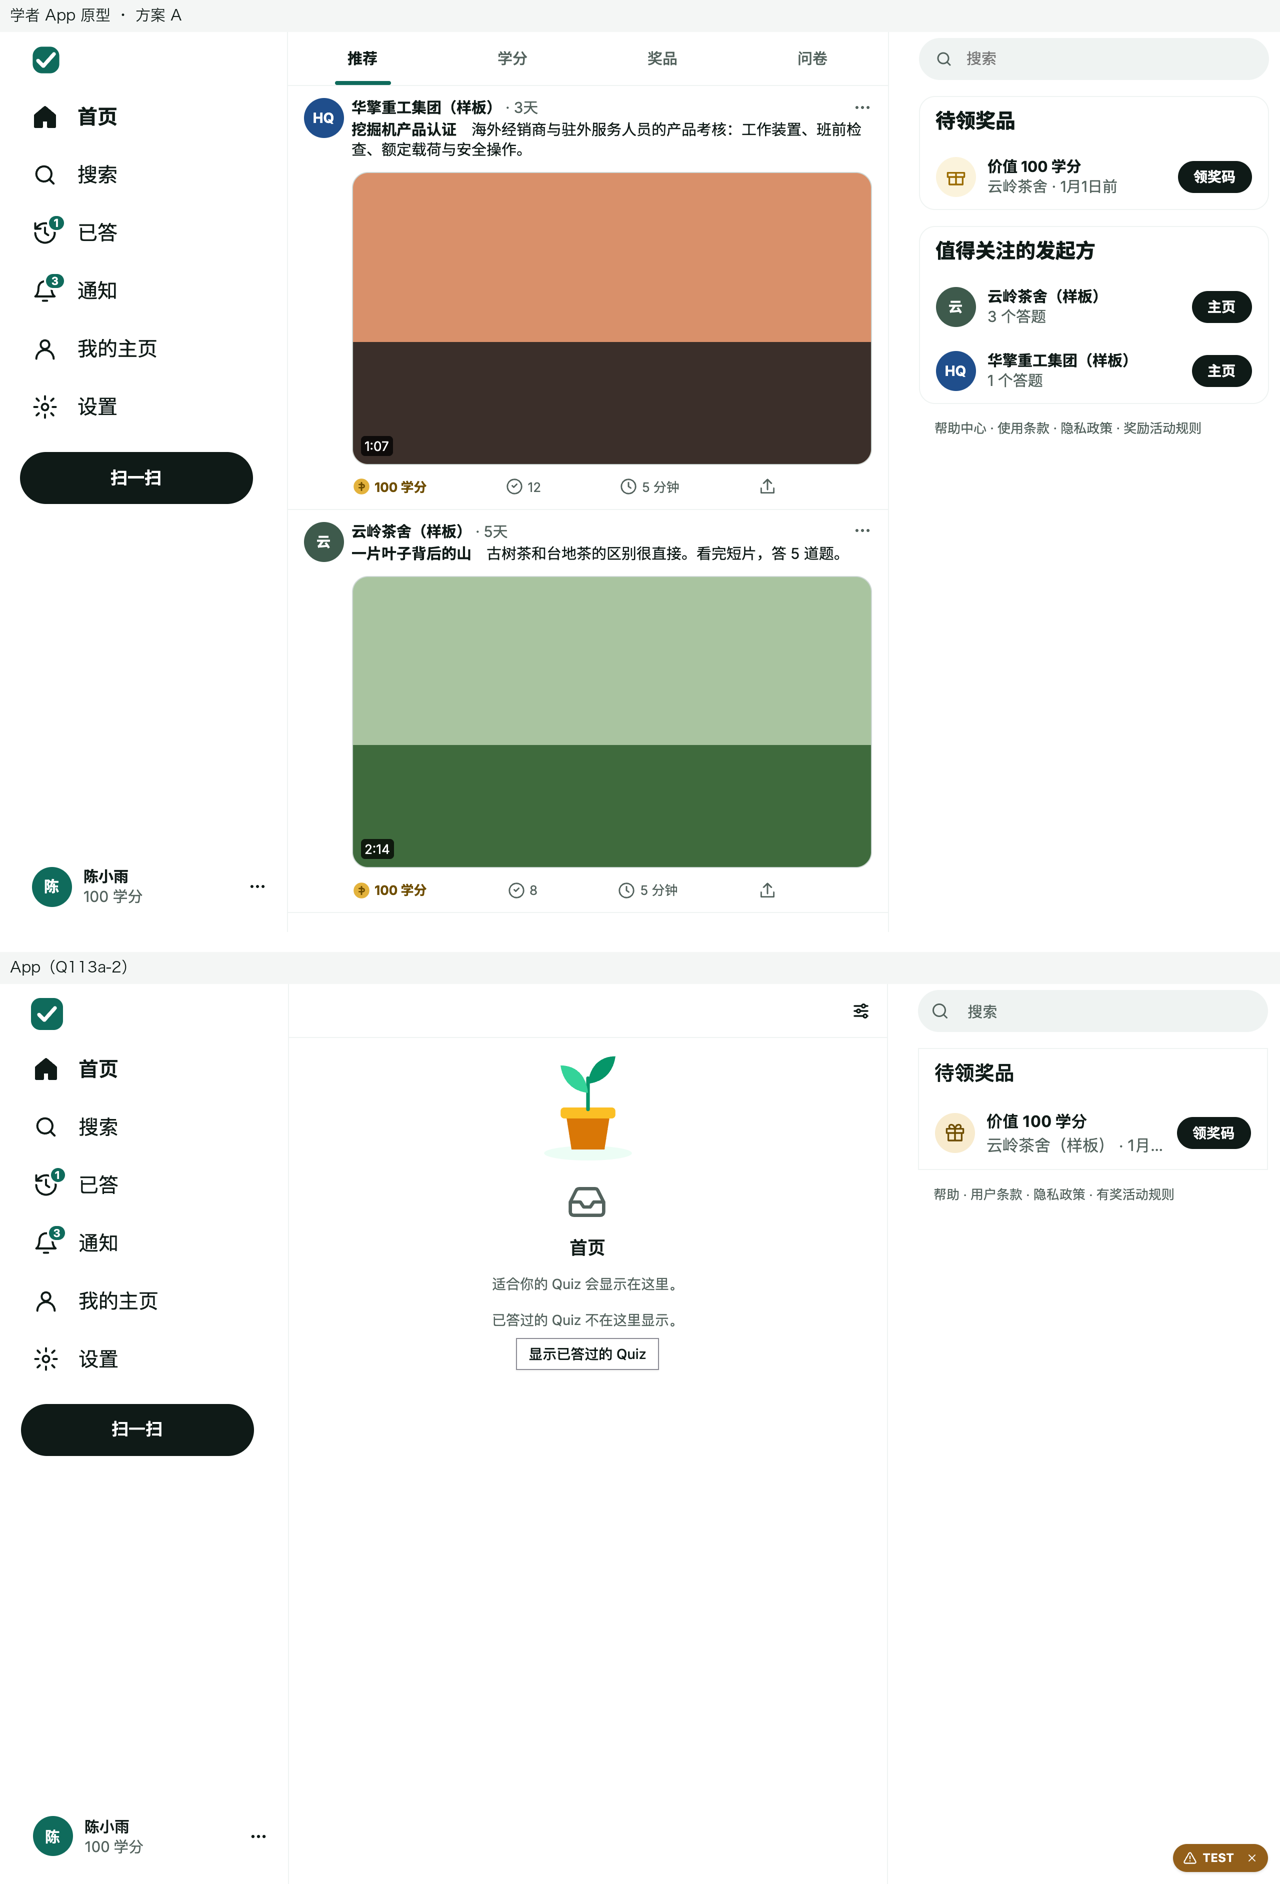 学者 App 原型 · 方案 A
首页
搜索
1
已答
3
通知
我的主页
设置
扫一扫
陈
陈小雨
100 学分
推荐
学分
奖品
问卷
HQ
华擎重工集团（样板） · 3天
挖掘机产品认证 海外经销商与驻外服务人员的产品考核：工作装置、班前检
查、额定载荷与安全操作。
1:07
100 学分
12
5 分钟
云
云岭茶舍（样板） · 5天
一片叶子背后的山 古树茶和台地茶的区别很直接。看完短片，答 5 道题。
2:14
100 学分
8
5 分钟
搜索
待领奖品
价值 100 学分
云岭茶舍 · 1月1日前
领奖码
值得关注的发起方
云
云岭茶舍（样板）
3 个答题
主页
HQ
华擎重工集团（样板）
1 个答题
主页
帮助中心 · 使用条款 · 隐私政策 · 奖励活动规则
App（Q113a-2）
首页
搜索
1
已答
3
通知
我的主页
设置
扫一扫
陈
陈小雨
100 学分
首页
适合你的 Quiz 会显示在这里。
已答过的 Quiz 不在这里显示。
显示已答过的 Quiz
搜索
待领奖品
价值 100 学分
云岭茶舍（样板） · 1月...
领奖码
帮助 · 用户条款 · 隐私政策 · 有奖活动规则
TEST